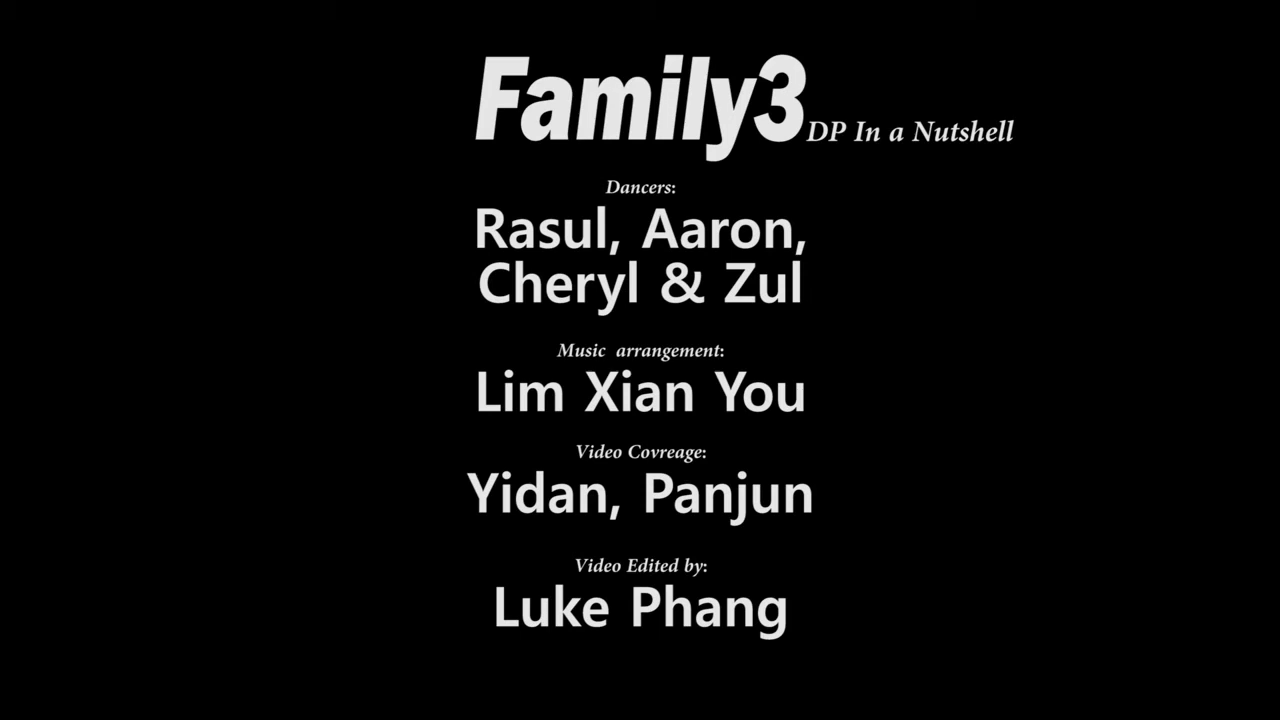 Family3 DP In a Nutshell
Dancers:
Rasul, Aaron,
Cheryl & Zul
Music arrangement:
Lim Xian You
Video Covreage:
Yidan, Panjun
Video Edited by:
Luke Phang